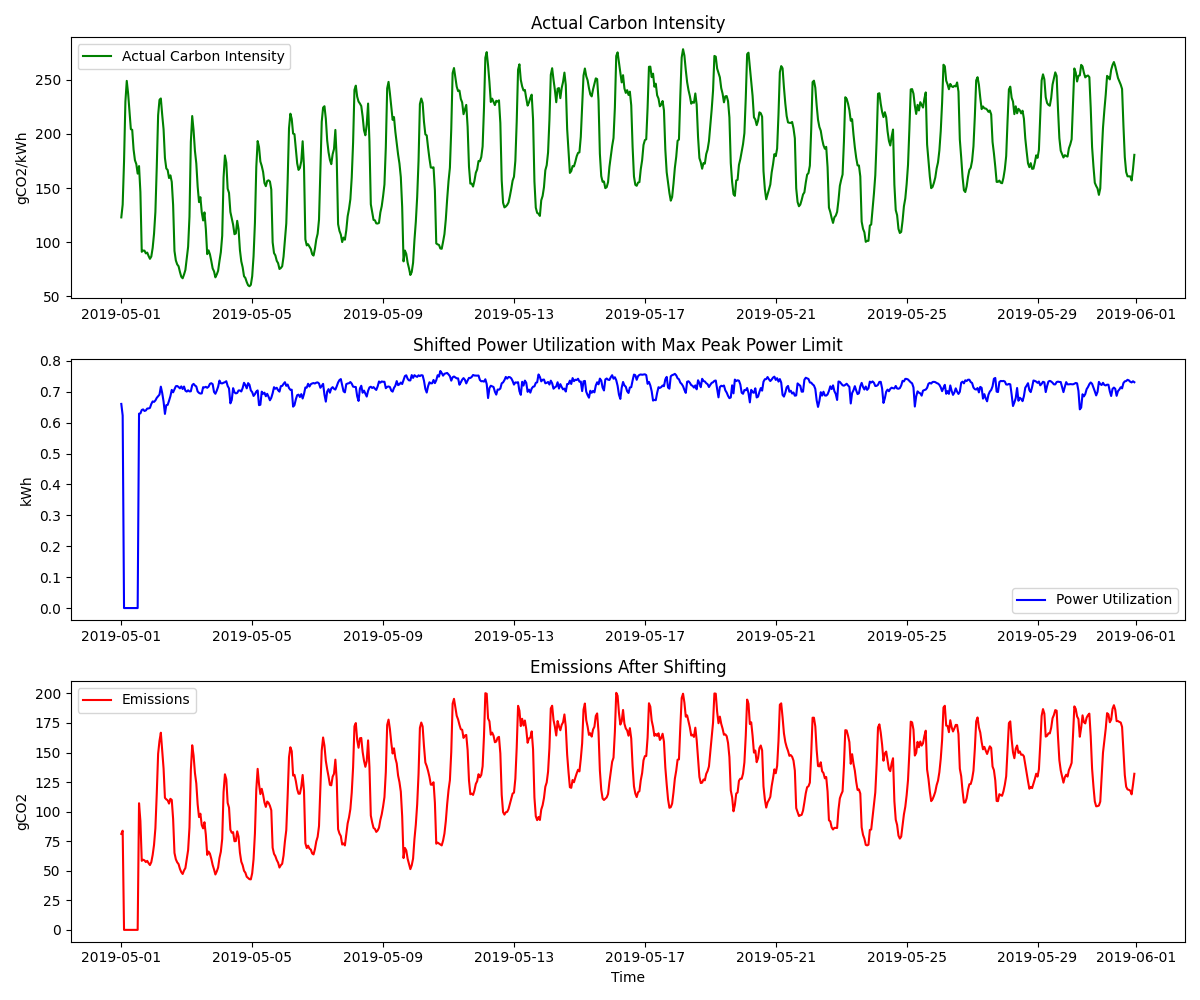 Actual Carbon Intensity
Actual Carbon Intensity
gCO2/kWh
250
200
150
100
50
2019-05-01 2019-05-05 2019-05-09 2019-05-13 2019-05-17 2019-05-21 2019-05-25 2019-05-29 2019-06-01
Shifted Power Utilization with Max Peak Power Limit
kWh
0.8
0.7
0.6
0.5
0.4
0.3
0.2
0.1
0.0
Power Utilization
2019-05-01 2019-05-05 2019-05-09 2019-05-13 2019-05-17 2019-05-21 2019-05-25 2019-05-29 2019-06-01
Emissions After Shifting
Emissions
gCO2
200
175
150
125
100
75
50
25
0
2019-05-01 2019-05-05 2019-05-09 2019-05-13 2019-05-17 2019-05-21 2019-05-25 2019-05-29 2019-06-01
Time